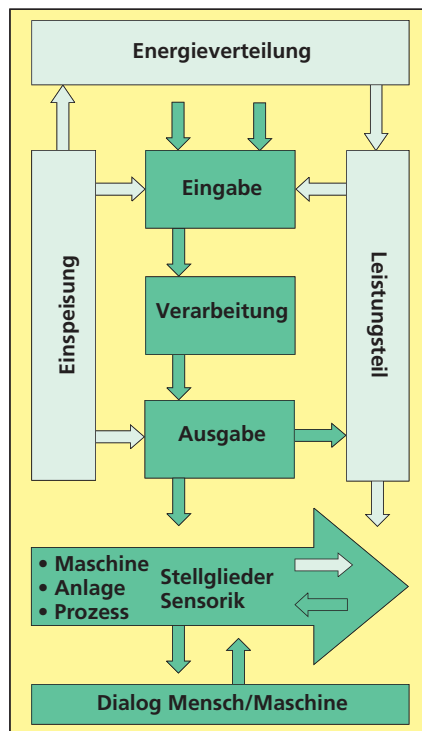 Energieverteilung
Eingabe
Einspeisung
Leistungsteil
Verarbeitung
Ausgabe
• Maschine
• Anlage
• Prozess
Stellglieder
Sensorik
Dialog Mensch/Maschine